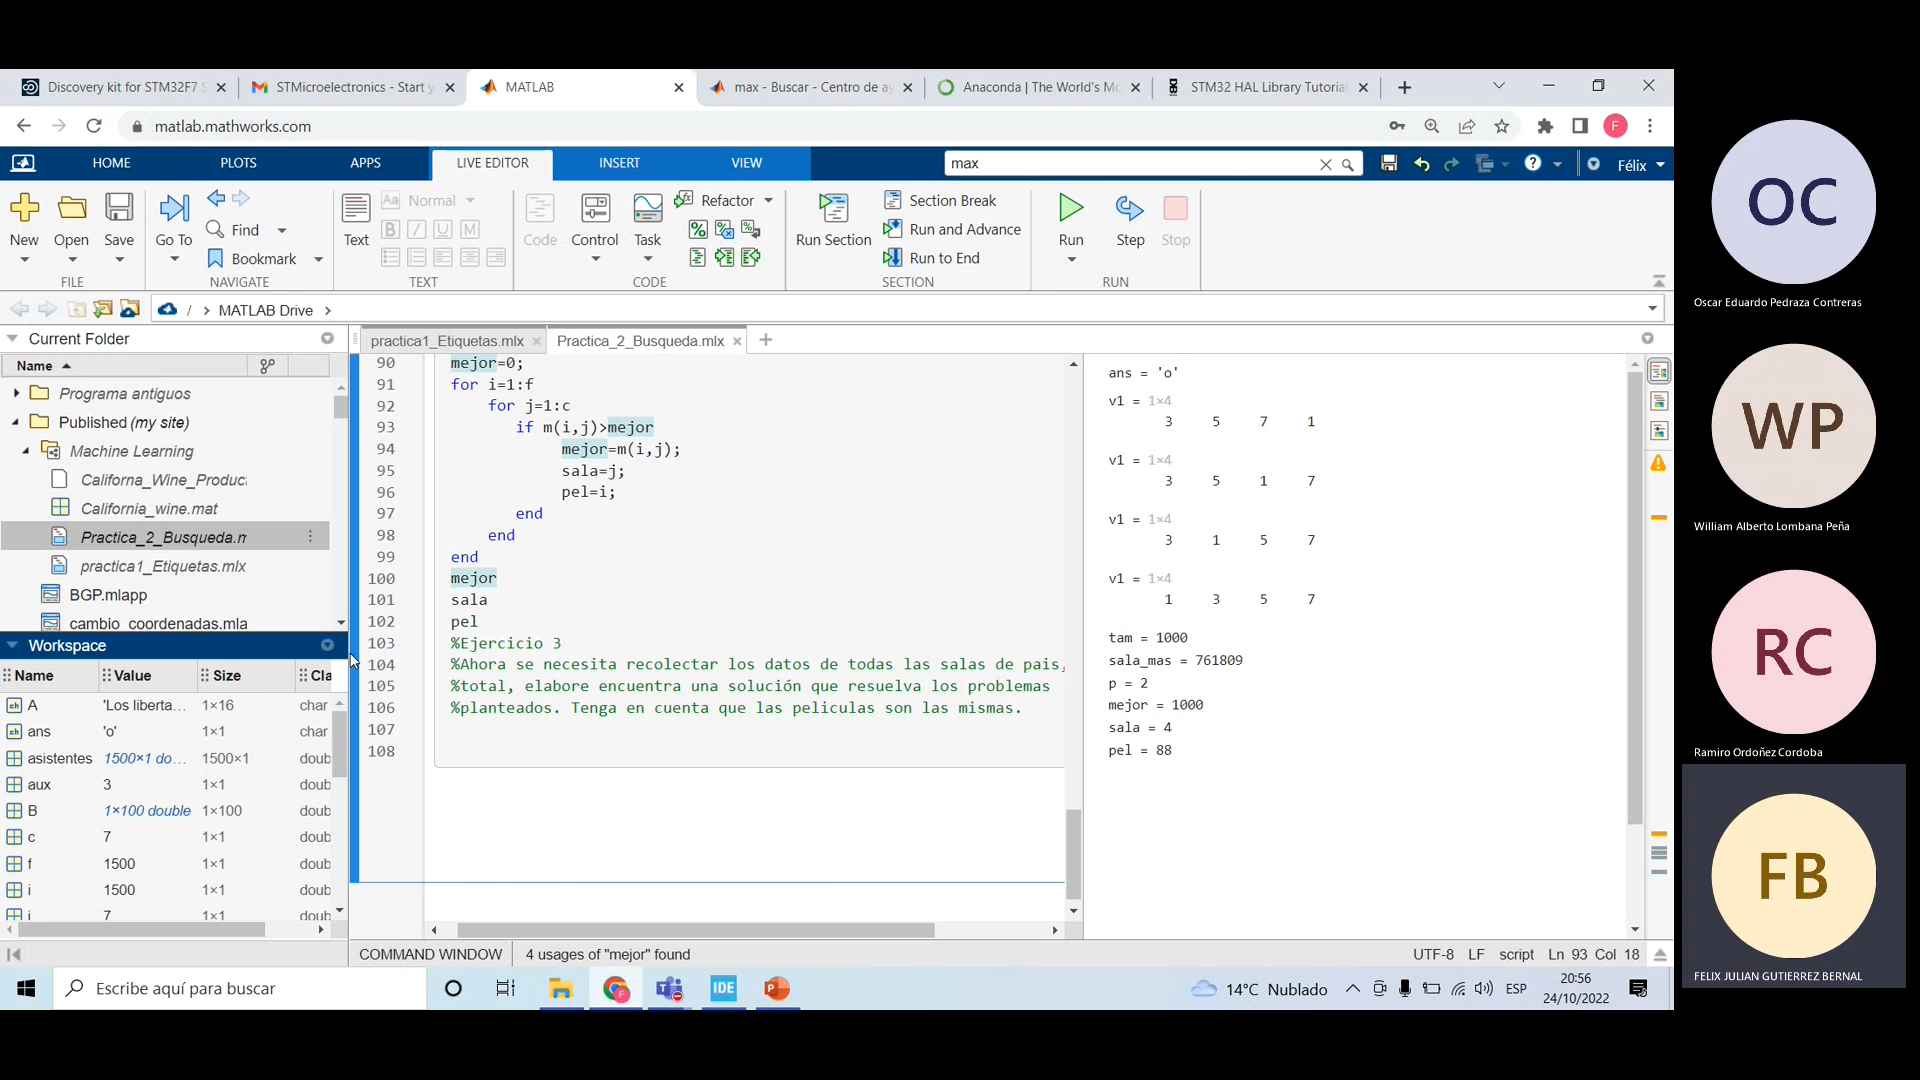 Discovery kit for STM32F7 S
STMicroelectronics - Start y
MATLAB
max - Buscar - Centro de ay
Anaconda | The World's Mo
STM32 HAL Library Tutorial
matlab.mathworks.com
F
HOME
PLOTS
APPS
LIVE EDITOR
INSERT
VIEW
max
Félix
New
Open
Save
FILE
Go To
Find
Bookmark
NAVIGATE
Text
Aa Normal
B I U M
TEXT
Code
Control
Task
Refactor
CODE
Run Section
Section Break
Run and Advance
Run to End
SECTION
Run
Step
Stop
RUN
/ > MATLAB Drive >
Current Folder
Name
Programa antiguos
Published (my site)
Machine Learning
Californa_Wine_Produc
California_wine.mat
Practica_2_Busqueda.m
practica1_Etiquetas.mlx
BGP.mlapp
cambio_coordenadas.mla
Workspace
Name Value Size Cla
A 'Los liberta... 1×16 char
ans 'o' 1×1 char
asistentes 1500×1 do... 1500×1 doub
aux 3 1×1 doub
B 1×100 double 1×100 doub
c 7 1×1 doub
f 1500 1×1 doub
i 1500 1×1 doub
j 7 1×1 doub
practica1_Etiquetas.mlx
Practica_2_Busqueda.mlx
90 mejor=0;
91 for i=1:f
92 for j=1:c
93 if m(i,j)>mejor
94 mejor=m(i,j);
95 sala=j;
96 pel=i;
97 end
98 end
99 end
100 mejor
101 sala
102 pel
103 %Ejercicio 3
104 %Ahora se necesita recolectar los datos de todas las salas de pais,
105 %total, elabore encuentra una solución que resuelva los problemas
106 %planteados. Tenga en cuenta que las peliculas son las mismas.
107
108
ans = 'o'
v1 = 1×4
3 5 7 1
v1 = 1×4
3 5 1 7
v1 = 1×4
3 1 5 7
v1 = 1×4
1 3 5 7
tam = 1000
sala_mas = 761809
p = 2
mejor = 1000
sala = 4
pel = 88
COMMAND WINDOW
4 usages of "mejor" found
UTF-8 LF script Ln 93 Col 18
Escribe aquí para buscar
IDE
14°C Nublado
ESP
20:56
24/10/2022
OC
Oscar Eduardo Pedraza Contreras
WP
William Alberto Lombana Peña
RC
Ramiro Ordoñez Cordoba
FB
FELIX JULIAN GUTIERREZ BERNAL